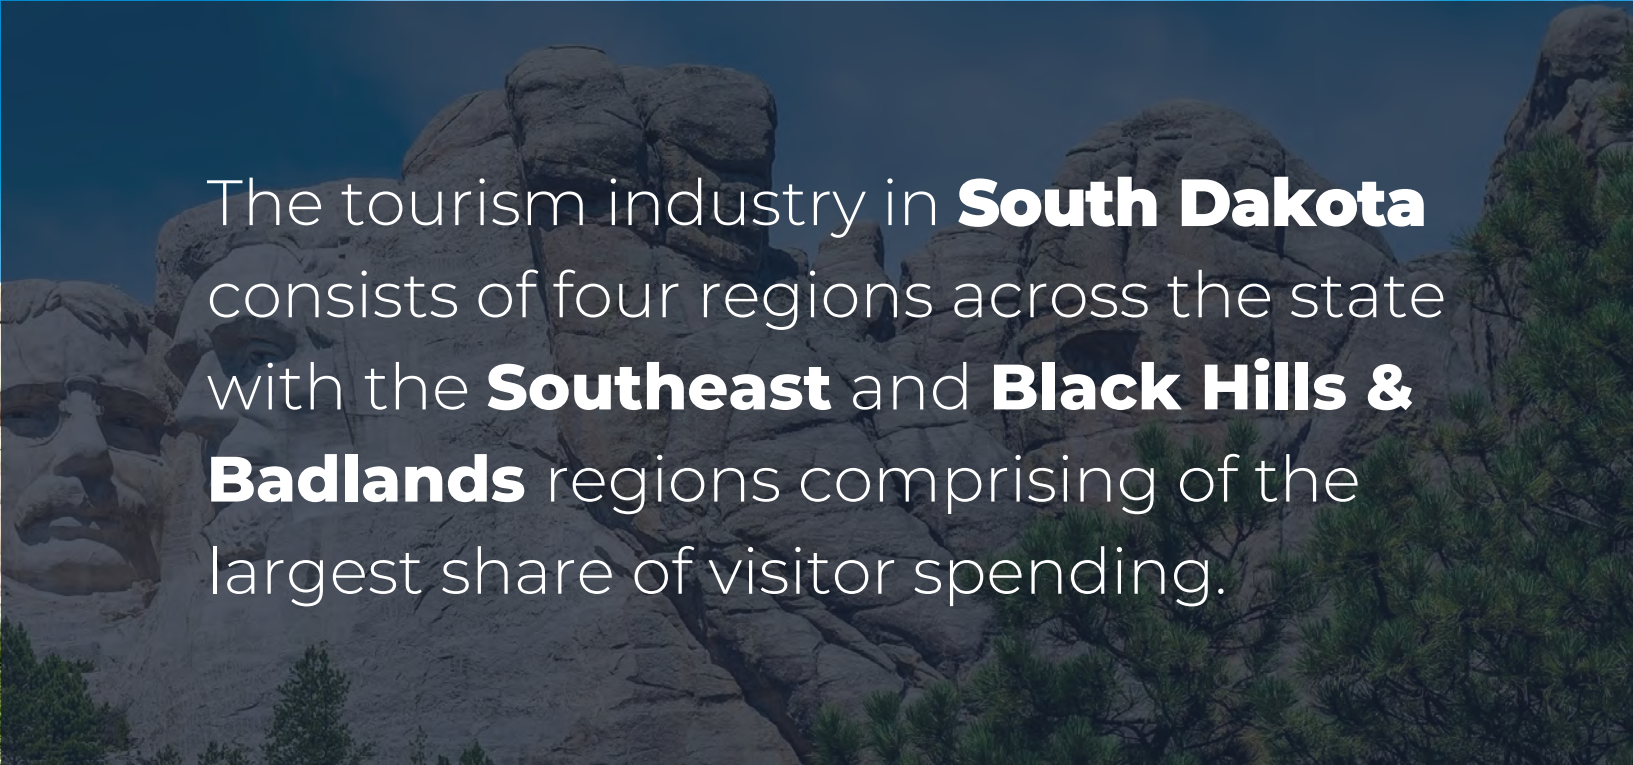 The tourism industry in South Dakota
consists of four regions across the state
with the Southeast and Black Hills &
Badlands regions comprising of the
largest share of visitor spending.